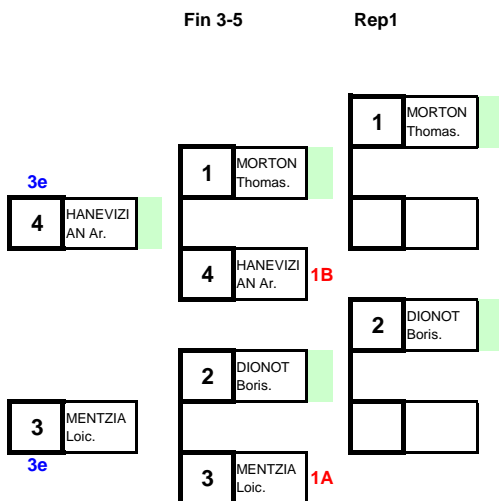 Fin 3-5 Rep1
1 MORTON
Thomas.
1 MORTON
Thomas.
3e
4 HANEVIZI
AN Ar.
4 HANEVIZI
AN Ar.
1B
2 DIONOT
Boris.
2 DIONOT
Boris.
3 MENTZIA
Loic.
3e
3 MENTZIA
Loic.
1A